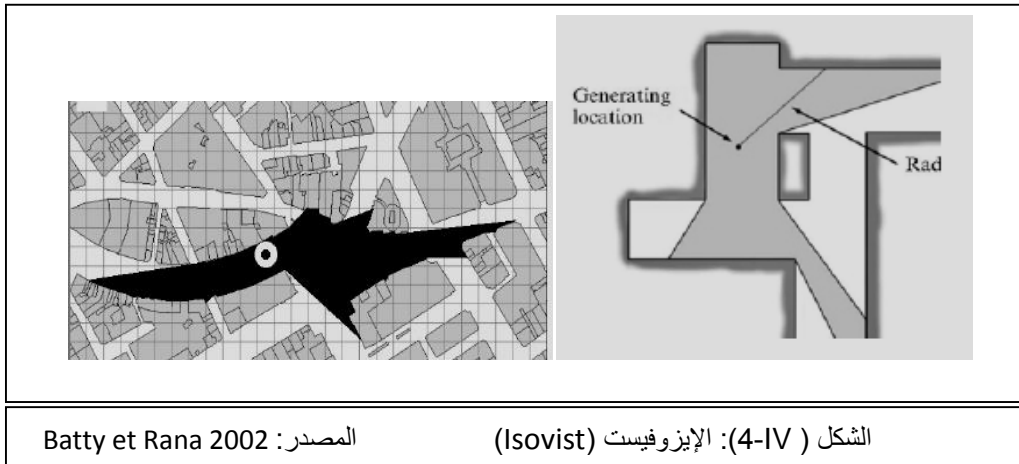 Generating
location
Rad
الشكل ( 4-IV): الإيزوفيست (Isovist) المصدر: Batty et Rana 2002